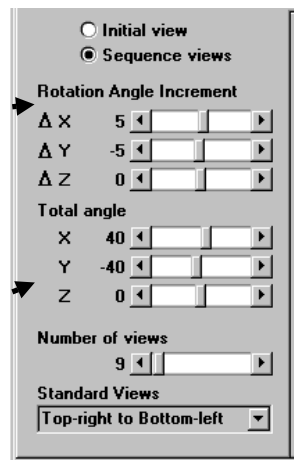 Initial view
Sequence views
Rotation Angle Increment
Δ X 5
Δ Y -5
Δ Z 0
Total angle
X 40
Y -40
Z 0
Number of views
9
Standard Views
Top-right to Bottom-left